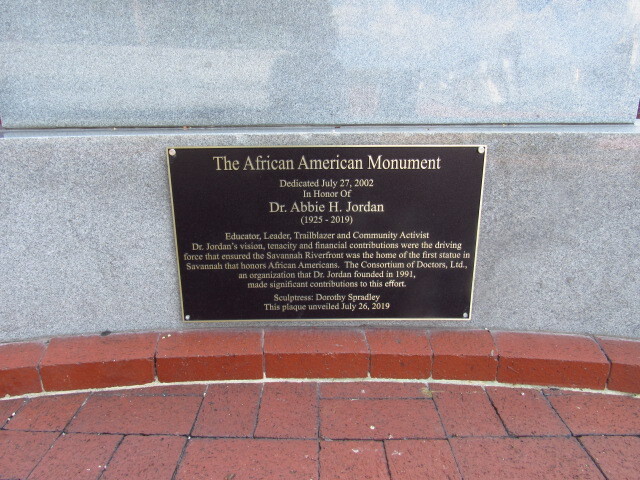 The African American Monument
Dedicated July 27, 2002
In Honor Of
Dr. Abbie H. Jordan
(1925 - 2019)
Educator, Leader, Trailblazer and Community Activist
Dr. Jordan's vision, tenacity and financial contributions were the driving
force that ensured the Savannah Riverfront was the home of the first statue in
Savannah that honors African Americans. The Consortium of Doctors, Ltd.,
an organization that Dr. Jordan founded in 1991,
made significant contributions to this effort.
Sculptress: Dorothy Spradley
This plaque unveiled July 26, 2019